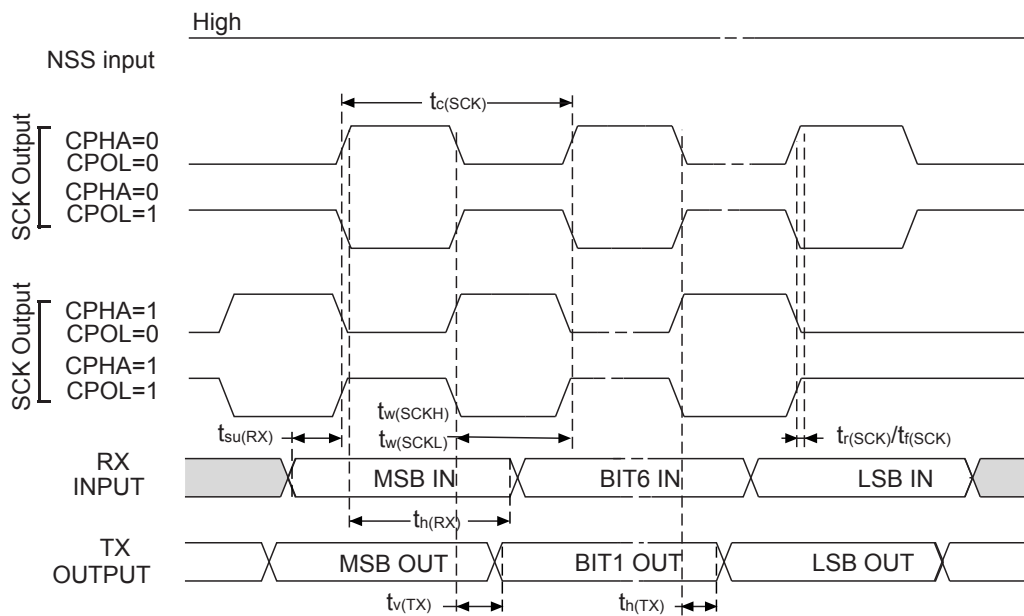 High
NSS input
tc(SCK)
SCK Output
CPHA=0
CPOL=0
CPHA=0
CPOL=1
SCK Output
CPHA=1
CPOL=0
CPHA=1
CPOL=1
tw(SCKH)
tw(SCKL)
tsu(RX)
tr(SCK)/tf(SCK)
RX
INPUT
MSB IN
BIT6 IN
LSB IN
th(RX)
TX
OUTPUT
MSB OUT
BIT1 OUT
LSB OUT
tv(TX)
th(TX)